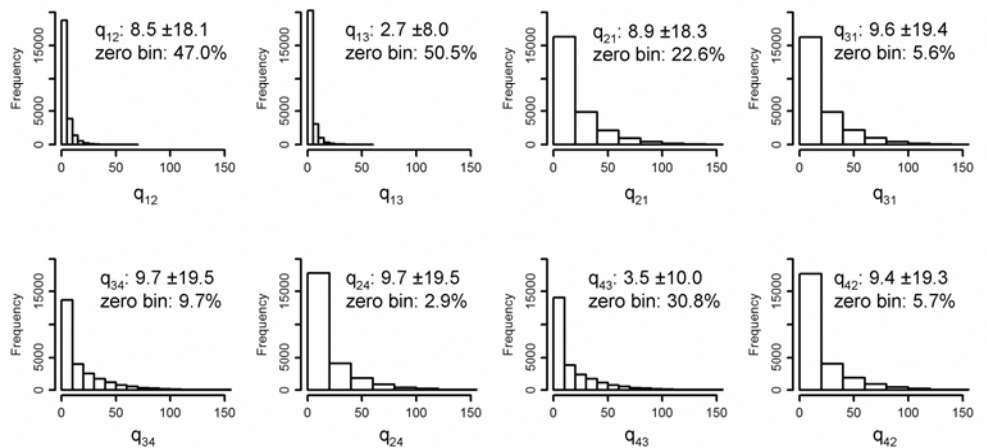 q12: 8.5 ±18.1
zero bin: 47.0%
Frequency
0 5000 15000
0 50 100 150
q12
q13: 2.7 ±8.0
zero bin: 50.5%
Frequency
0 5000 15000
0 50 100 150
q13
q21: 8.9 ±18.3
zero bin: 22.6%
Frequency
0 5000 15000
0 50 100 150
q21
q31: 9.6 ±19.4
zero bin: 5.6%
Frequency
0 5000 15000
0 50 100 150
q31
q34: 9.7 ±19.5
zero bin: 9.7%
Frequency
0 5000 15000
0 50 100 150
q34
q24: 9.7 ±19.5
zero bin: 2.9%
Frequency
0 5000 15000
0 50 100 150
q24
q43: 3.5 ±10.0
zero bin: 30.8%
Frequency
0 5000 15000
0 50 100 150
q43
q42: 9.4 ±19.3
zero bin: 5.7%
Frequency
0 5000 15000
0 50 100 150
q42